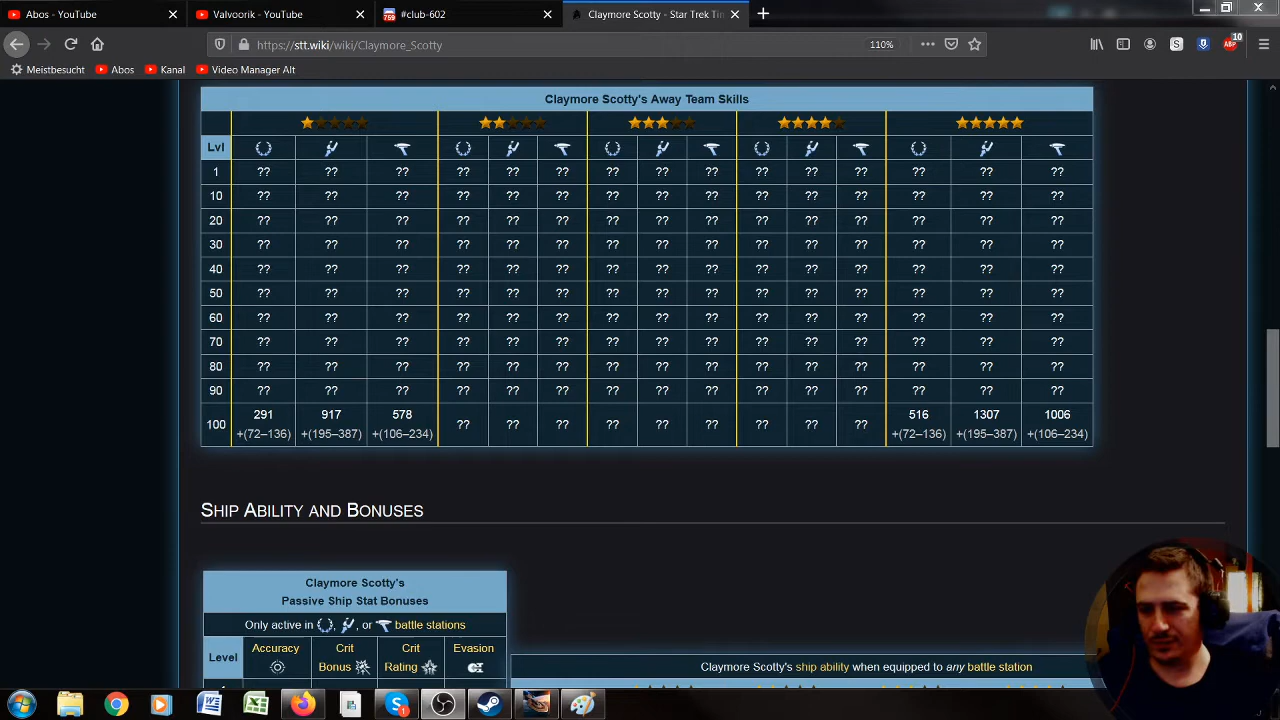 Abos - YouTube
Valvoorik - YouTube
759 #club-602
Claymore Scotty - Star Trek Tin
https://stt.wiki/wiki/Claymore_Scotty
110%
S
ABP
10
Meistbesucht
Abos
Kanal
Video Manager Alt
Claymore Scotty's Away Team Skills
Lvl
1 ?? ?? ?? ?? ?? ?? ?? ?? ?? ?? ?? ?? ?? ?? ??
10 ?? ?? ?? ?? ?? ?? ?? ?? ?? ?? ?? ?? ?? ?? ??
20 ?? ?? ?? ?? ?? ?? ?? ?? ?? ?? ?? ?? ?? ?? ??
30 ?? ?? ?? ?? ?? ?? ?? ?? ?? ?? ?? ?? ?? ?? ??
40 ?? ?? ?? ?? ?? ?? ?? ?? ?? ?? ?? ?? ?? ?? ??
50 ?? ?? ?? ?? ?? ?? ?? ?? ?? ?? ?? ?? ?? ?? ??
60 ?? ?? ?? ?? ?? ?? ?? ?? ?? ?? ?? ?? ?? ?? ??
70 ?? ?? ?? ?? ?? ?? ?? ?? ?? ?? ?? ?? ?? ?? ??
80 ?? ?? ?? ?? ?? ?? ?? ?? ?? ?? ?? ?? ?? ?? ??
90 ?? ?? ?? ?? ?? ?? ?? ?? ?? ?? ?? ?? ?? ?? ??
291 917 578 516 1307 1006
100 ?? ?? ?? ?? ?? ?? ?? ?? ??
+(72–136) +(195–387) +(106–234) +(72–136) +(195–387) +(106–234)
Ship Ability and Bonuses
Claymore Scotty's
Passive Ship Stat Bonuses
Only active in , , or battle stations
Level
Accuracy
Crit
Bonus
Crit
Rating
Evasion
Claymore Scotty's ship ability when equipped to any battle station